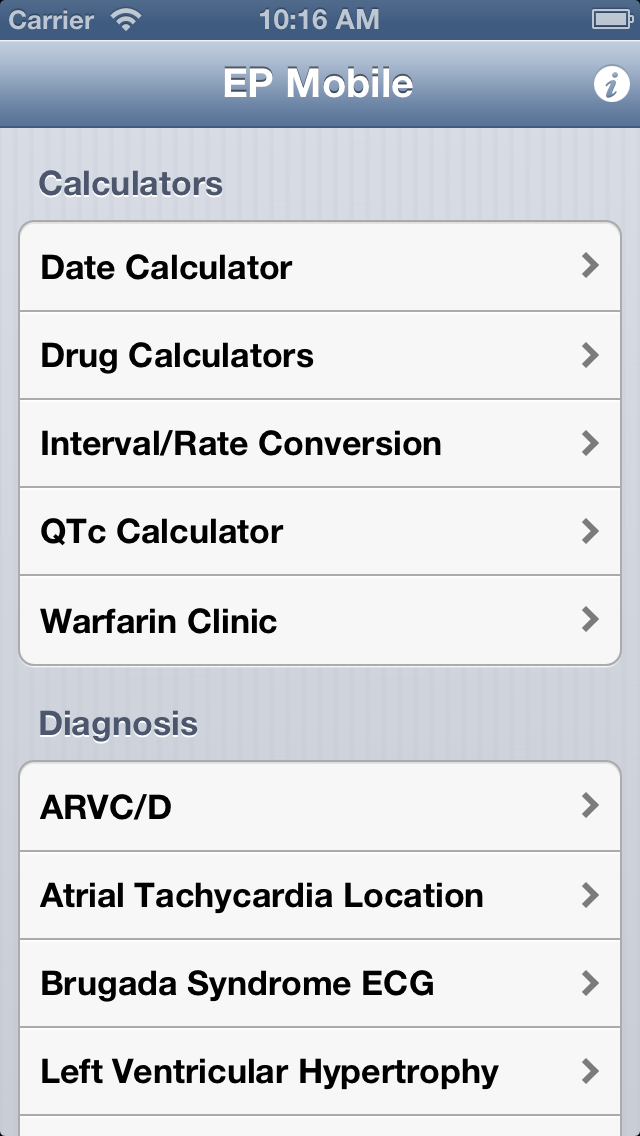 Carrier 10:16 AM
EP Mobile
Calculators
Date Calculator
Drug Calculators
Interval/Rate Conversion
QTc Calculator
Warfarin Clinic
Diagnosis
ARVC/D
Atrial Tachycardia Location
Brugada Syndrome ECG
Left Ventricular Hypertrophy